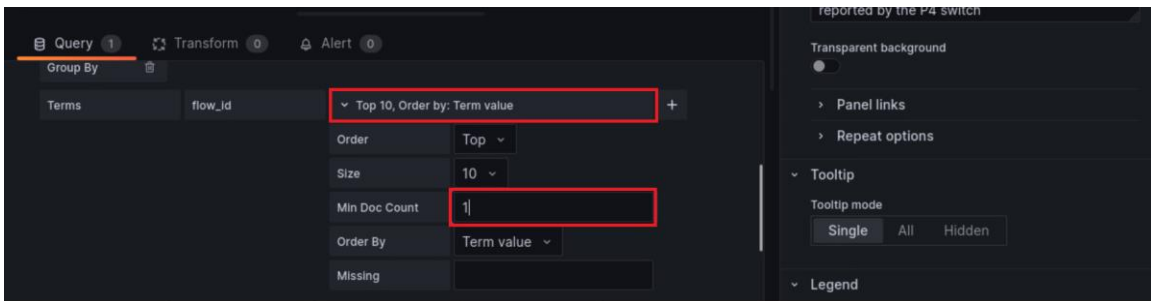 reported by the P4 switch
Query 1 Transform 0 Alert 0
Transparent background
Group By
Terms flow_id Top 10, Order by: Term value +
Panel links
Order Top
Repeat options
Size 10
Tooltip
Min Doc Count 1
Tooltip mode
Single All Hidden
Order By Term value
Missing
Legend